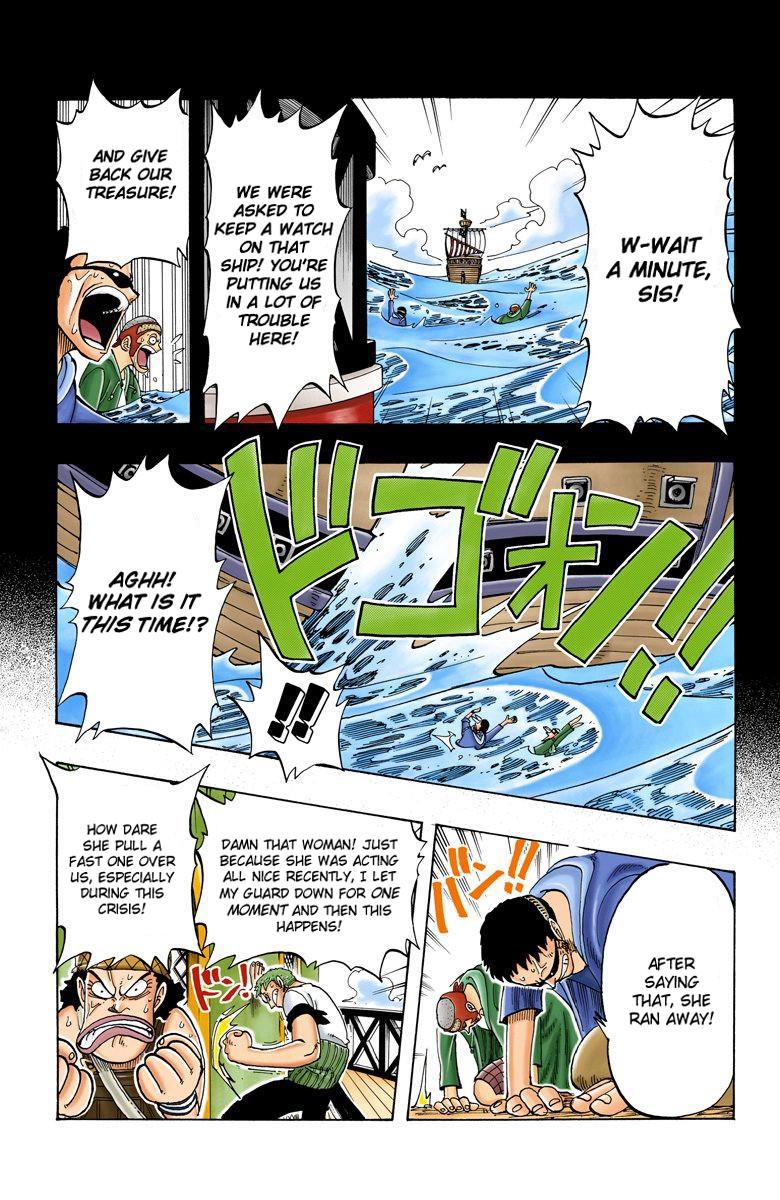 W-WAIT
A MINUTE,
SIS!
WE WERE
ASKED TO
KEEP A WATCH
ON THAT
SHIP! YOU'RE
PUTTING US
IN A LOT OF
TROUBLE
HERE!
AND GIVE
BACK OUR
TREASURE!
ドゴォン!!
AGHH!
WHAT IS IT
THIS TIME!?
!!
AFTER
SAYING
THAT, SHE
RAN AWAY!
バン!!
DAMN THAT WOMAN! JUST
BECAUSE SHE WAS ACTING
ALL NICE RECENTLY, I LET
MY GUARD DOWN FOR ONE
MOMENT AND THEN THIS
HAPPENS!
ドン!
HOW DARE
SHE PULL A
FAST ONE OVER
US, ESPECIALLY
DURING THIS
CRISIS!